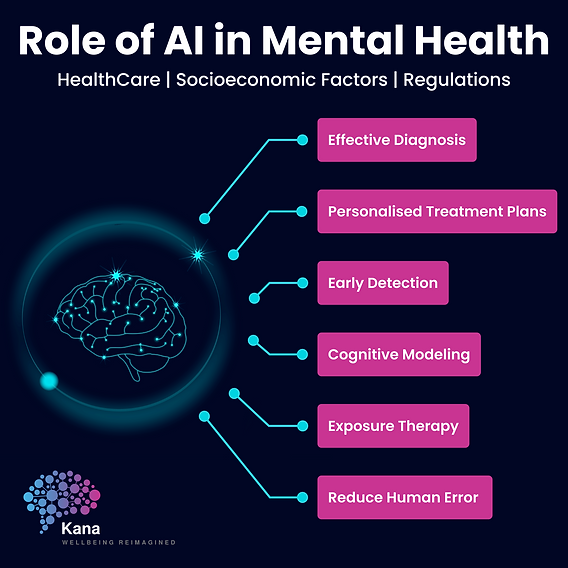 Role of AI in Mental Health
HealthCare | Socioeconomic Factors | Regulations
Effective Diagnosis
Personalised Treatment Plans
Early Detection
Cognitive Modeling
Exposure Therapy
Reduce Human Error
Kana
WELLBEING REIMAGINED